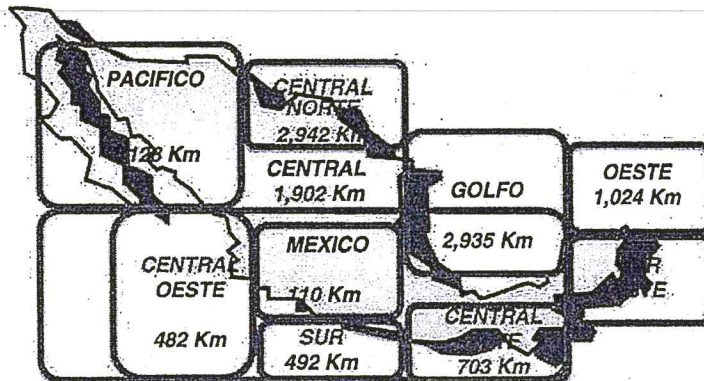 PACIFICO
128 Km
CENTRAL
NORTE
2,942 Km
CENTRAL
1,902 Km
GOLFO
2,935 Km
OESTE
1,024 Km
MEXICO
110 Km
CENTRAL
OESTE
482 Km
SUR
492 Km
CENTRAL
703 Km